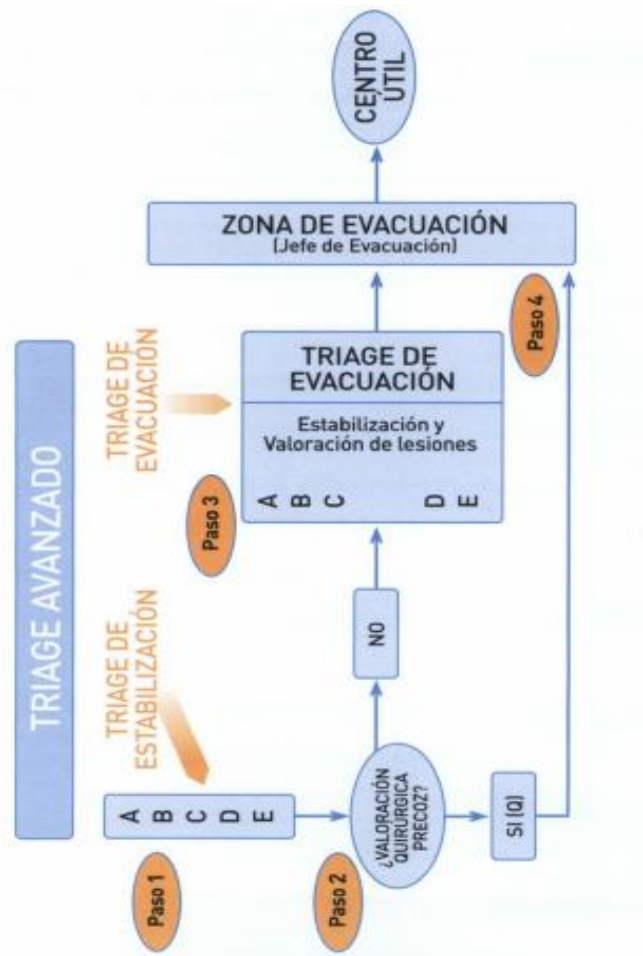 TRIAGE AVANZADO
TRIAGE DE
ESTABILIZACIÓN
TRIAGE DE
EVACUACIÓN
Paso 1
A
B
C
D
E
Paso 2
¿VALORACIÓN
QUIRÚRGICA
PRECOZ?
NO
SI (Q)
Paso 3
TRIAGE DE
EVACUACIÓN
Estabilización y
Valoración de lesiones
A
B
C
D
E
Paso 4
ZONA DE EVACUACIÓN
(Jefe de Evacuación)
CENTRO
ÚTIL